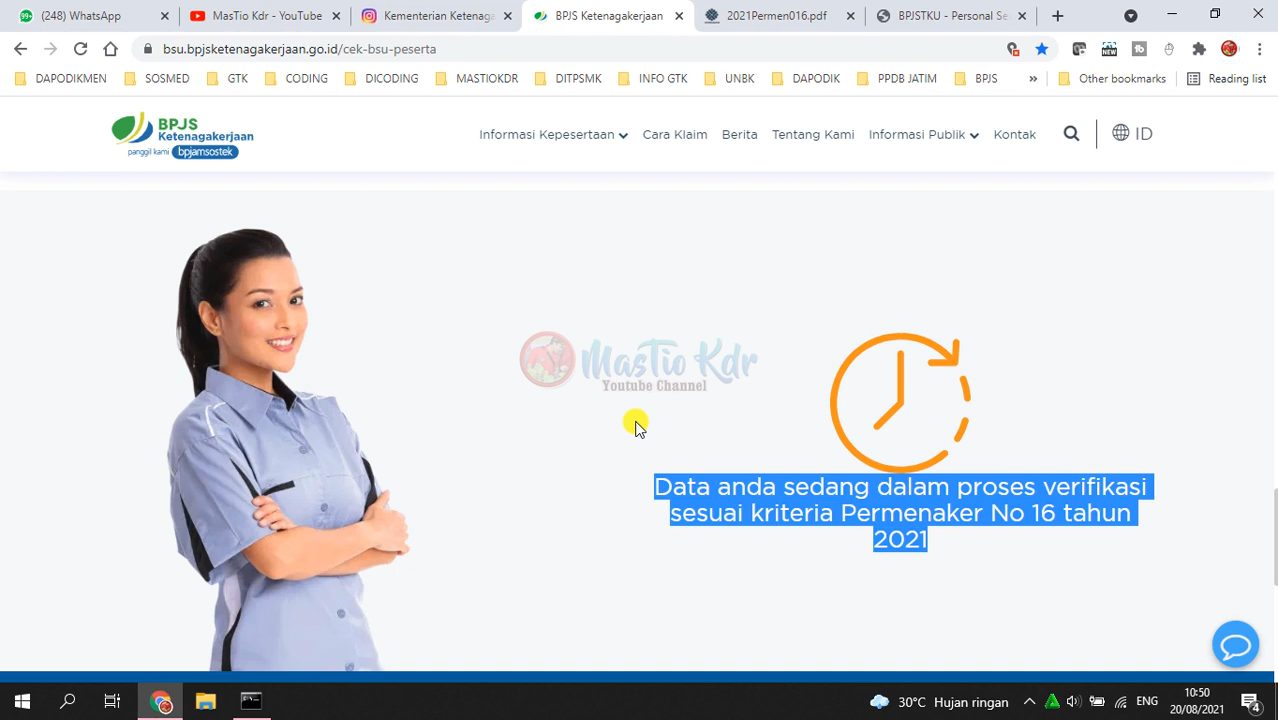 (248) WhatsApp
MasTio Kdr - YouTube
Kementerian Ketenaga
BPJS Ketenagakerjaan
2021Permen016.pdf
BPJSTKU - Personal Se
bsu.bpjsketenagakerjaan.go.id/cek-bsu-peserta
NEW
DAPODIKMEN
SOSMED
GTK
CODING
DICODING
MASTIOKDR
DITPSMK
INFO GTK
UNBK
DAPODIK
PPDB JATIM
BPJS
»
Other bookmarks
Reading list
BPJS
Ketenagakerjaan
panggil kami bpjamsostek
Informasi Kepesertaan
Cara Klaim
Berita
Tentang Kami
Informasi Publik
Kontak
ID
MasTio Kdr
Youtube Channel
Data anda sedang dalam proses verifikasi
sesuai kriteria Permenaker No 16 tahun
2021
30°C Hujan ringan
ENG
10:50
20/08/2021
4